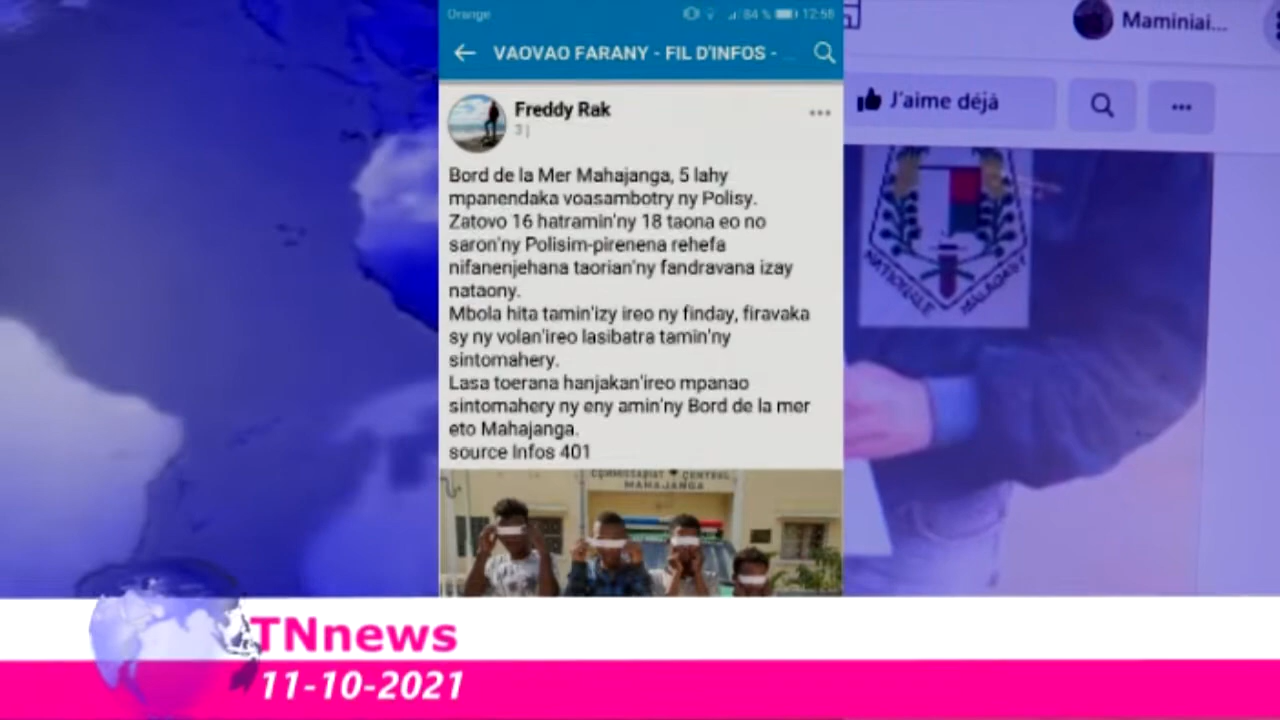 Orange
84 %
12:58
VAOVAO FARANY - FIL D'INFOS -
Freddy Rak
3 j
Bord de la Mer Mahajanga, 5 lahy
mpanendaka voasambotry ny Polisy.
Zatovo 16 hatramin'ny 18 taona eo no
saron'ny Polisim-pirenena rehefa
nifanenjehana taorian'ny fandravana izay
nataony.
Mbola hita tamin'izy ireo ny finday, firavaka
sy ny volan'ireo lasibatra tamin'ny
sintomahery.
Lasa toerana hanjakan'ireo mpanao
sintomahery ny eny amin'ny Bord de la mer
eto Mahajanga.
source Infos 401
COMMISSARIAT CENTRAL
MAHAJANGA
Maminiai...
J'aime déjà
NATIONALE MALAGASY
TNnews
11-10-2021